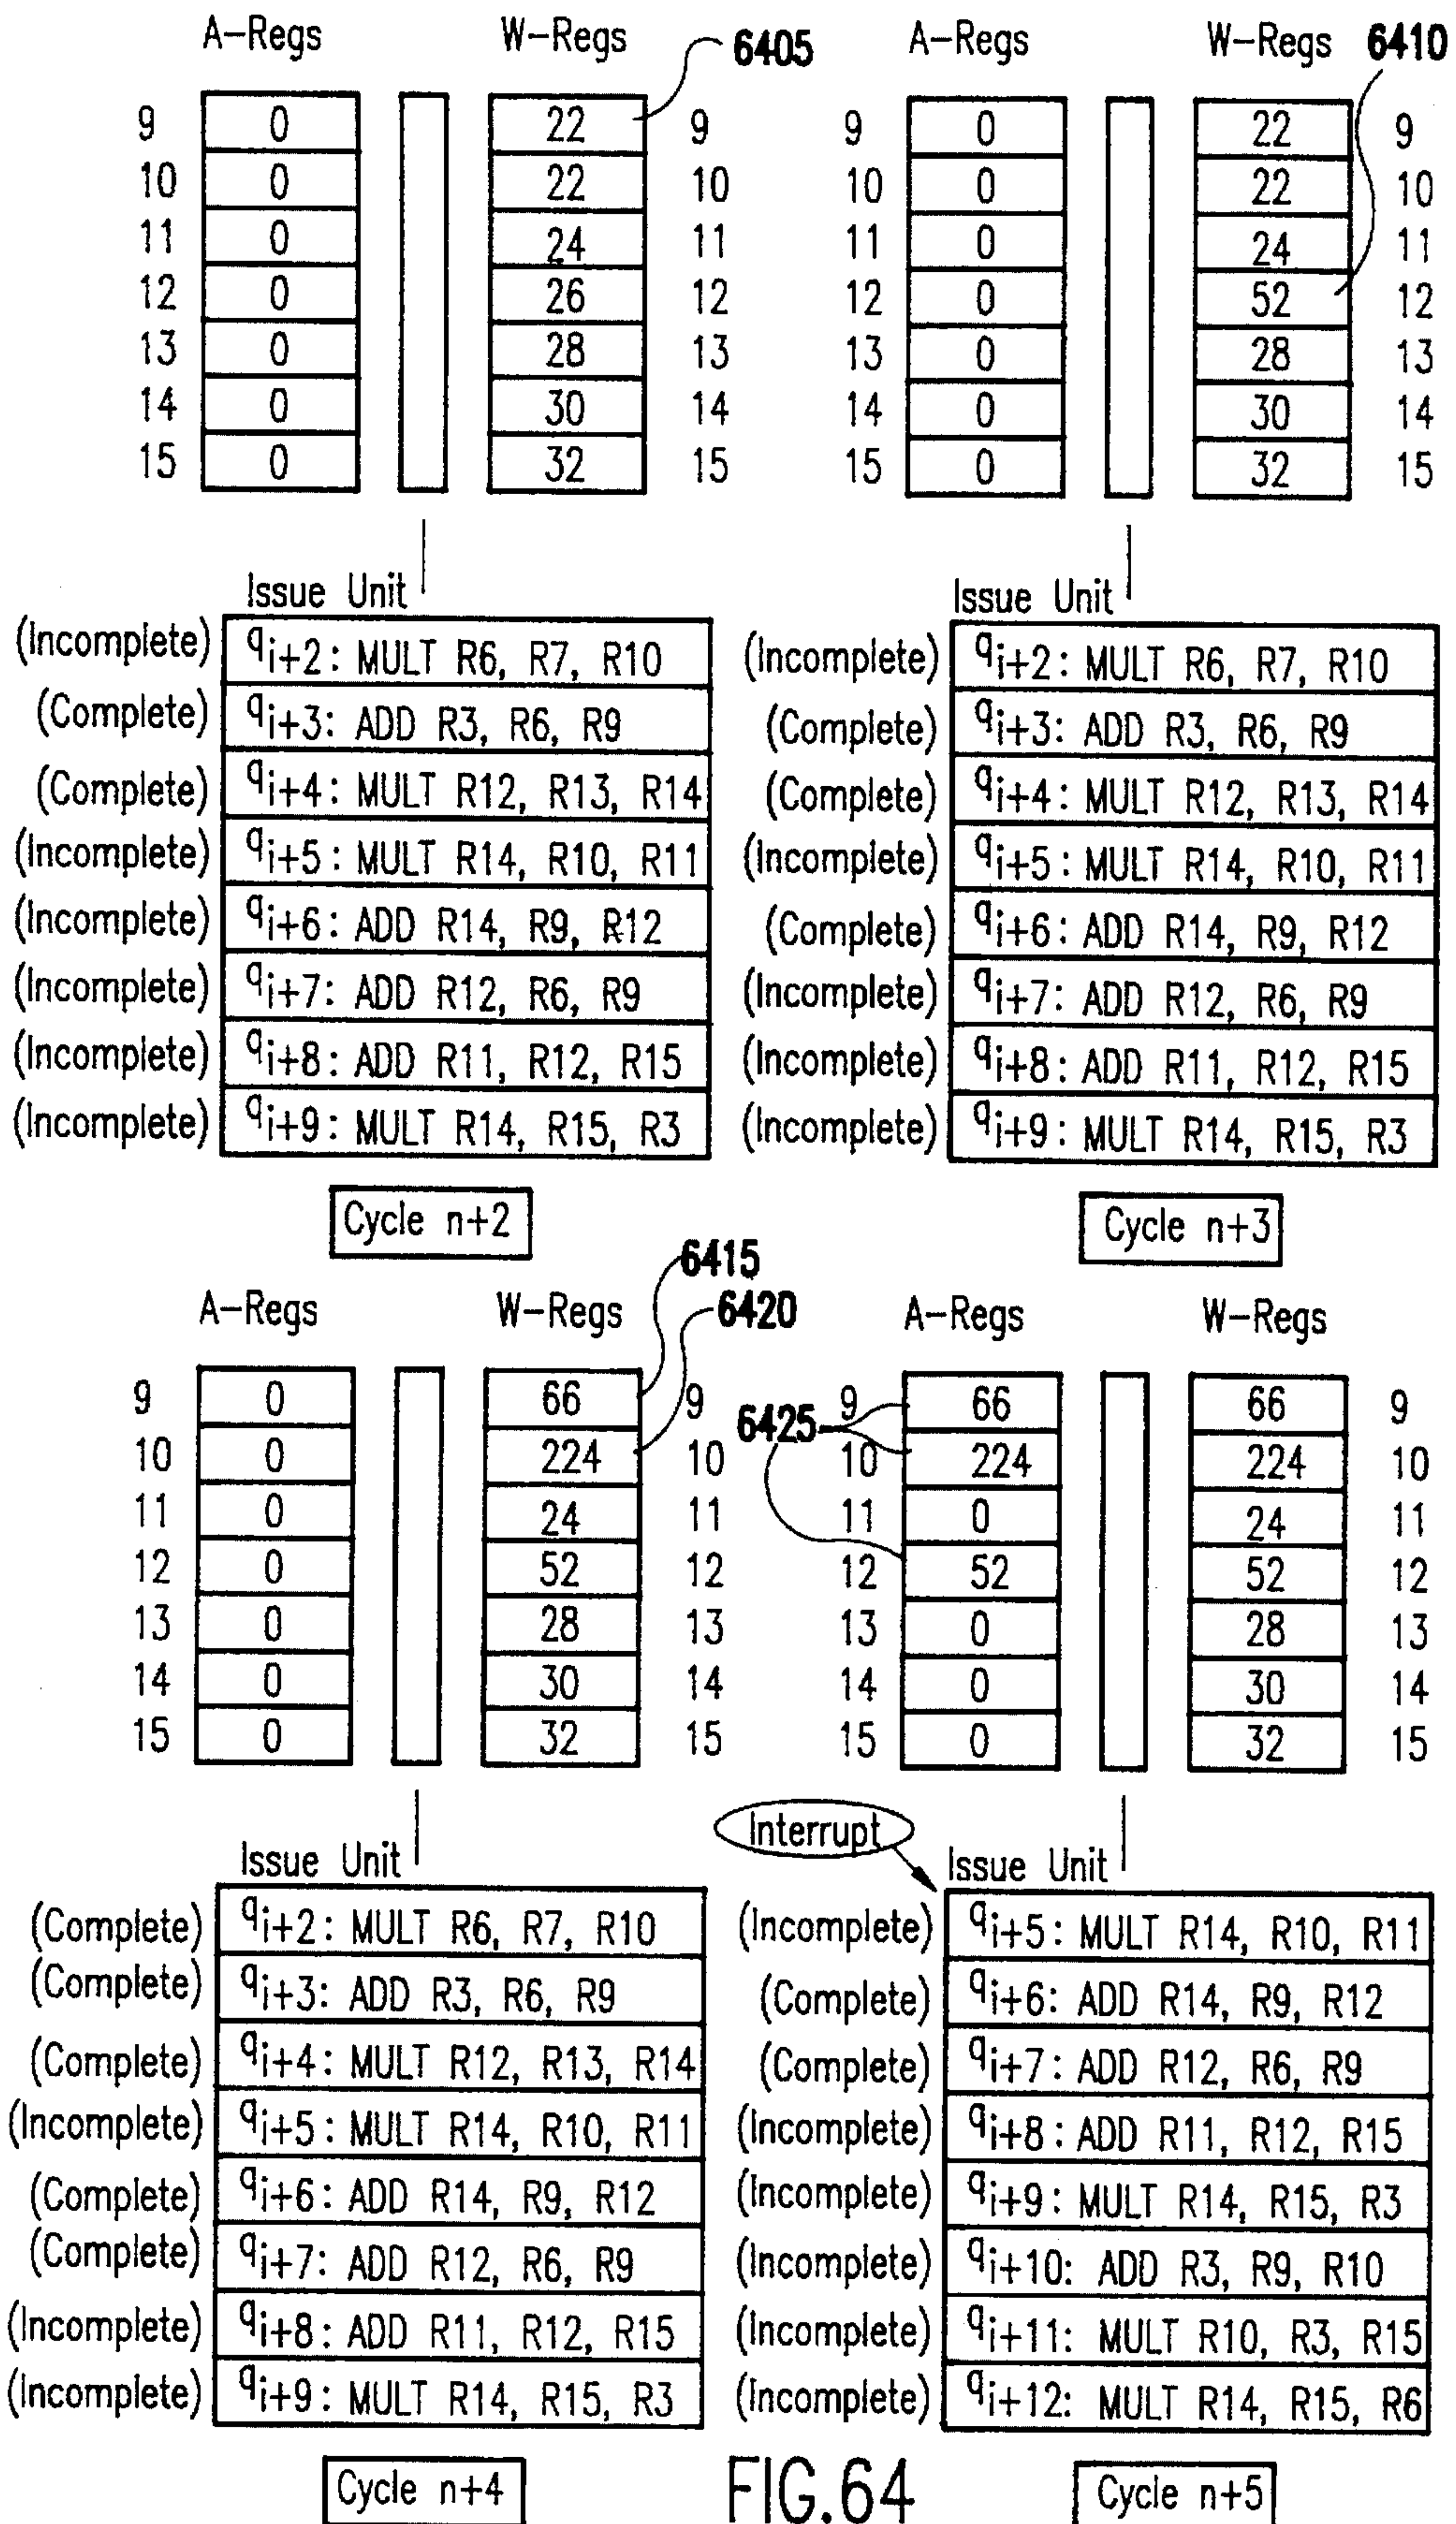 A-Regs W-Regs 6405
9 0 22 9
10 0 22 10
11 0 24 11
12 0 26 12
13 0 28 13
14 0 30 14
15 0 32 15
Issue Unit
(Incomplete) qi+2: MULT R6, R7, R10
(Complete) qi+3: ADD R3, R6, R9
(Complete) qi+4: MULT R12, R13, R14
(Incomplete) qi+5: MULT R14, R10, R11
(Incomplete) qi+6: ADD R14, R9, R12
(Incomplete) qi+7: ADD R12, R6, R9
(Incomplete) qi+8: ADD R11, R12, R15
(Incomplete) qi+9: MULT R14, R15, R3
Cycle n+2
A-Regs W-Regs 6410
9 0 22 9
10 0 22 10
11 0 24 11
12 0 52 12
13 0 28 13
14 0 30 14
15 0 32 15
Issue Unit
(Incomplete) qi+2: MULT R6, R7, R10
(Complete) qi+3: ADD R3, R6, R9
(Complete) qi+4: MULT R12, R13, R14
(Incomplete) qi+5: MULT R14, R10, R11
(Complete) qi+6: ADD R14, R9, R12
(Incomplete) qi+7: ADD R12, R6, R9
(Incomplete) qi+8: ADD R11, R12, R15
(Incomplete) qi+9: MULT R14, R15, R3
Cycle n+3
6415
A-Regs W-Regs 6420
9 0 66 9
10 0 224 10
11 0 24 11
12 0 52 12
13 0 28 13
14 0 30 14
15 0 32 15
Issue Unit
(Complete) qi+2: MULT R6, R7, R10
(Complete) qi+3: ADD R3, R6, R9
(Complete) qi+4: MULT R12, R13, R14
(Incomplete) qi+5: MULT R14, R10, R11
(Complete) qi+6: ADD R14, R9, R12
(Complete) qi+7: ADD R12, R6, R9
(Incomplete) qi+8: ADD R11, R12, R15
(Incomplete) qi+9: MULT R14, R15, R3
Cycle n+4
A-Regs W-Regs
6425
9 66 66 9
10 224 224 10
11 0 24 11
12 52 52 12
13 0 28 13
14 0 30 14
15 0 32 15
Interrupt
Issue Unit
(Incomplete) qi+5: MULT R14, R10, R11
(Complete) qi+6: ADD R14, R9, R12
(Complete) qi+7: ADD R12, R6, R9
(Incomplete) qi+8: ADD R11, R12, R15
(Incomplete) qi+9: MULT R14, R15, R3
(Incomplete) qi+10: ADD R3, R9, R10
(Incomplete) qi+11: MULT R10, R3, R15
(Incomplete) qi+12: MULT R14, R15, R6
Cycle n+5
FIG.64